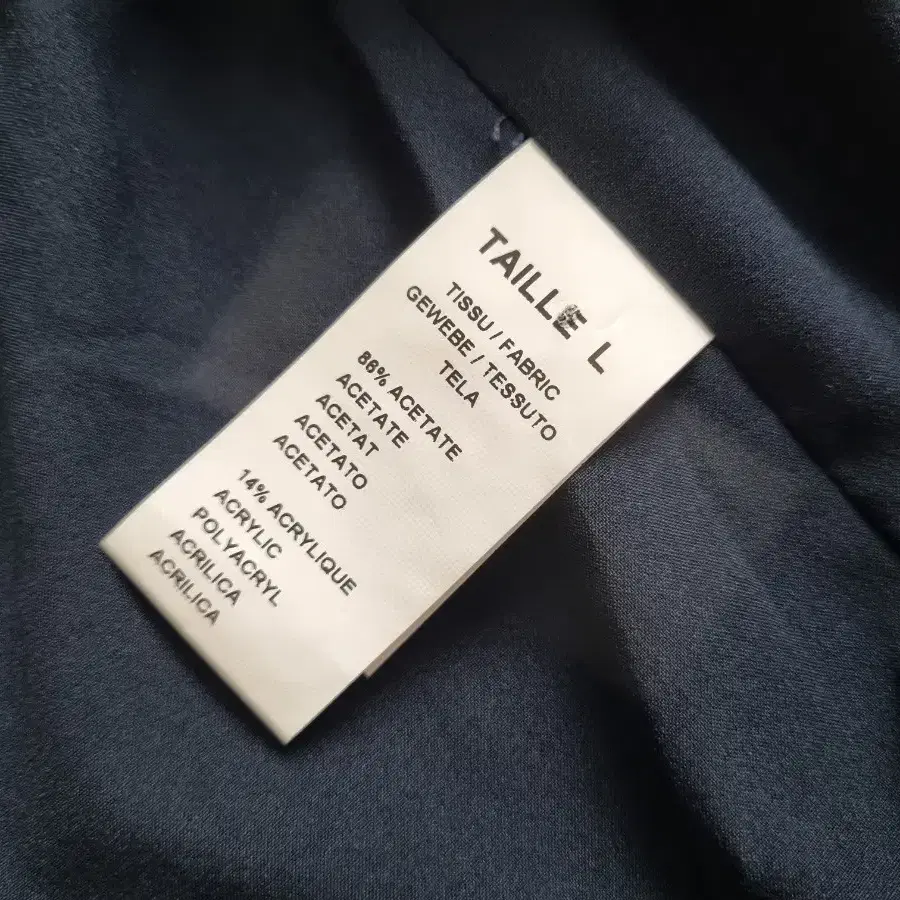 TAILLE L
TISSU / FABRIC
GEWEBE / TESSUTO
TELA
86% ACETATE
ACETATE
ACETAT
ACETATO
ACETATO
14% ACRYLIQUE
ACRYLIC
POLYACRYL
ACRILICA
ACRILICA